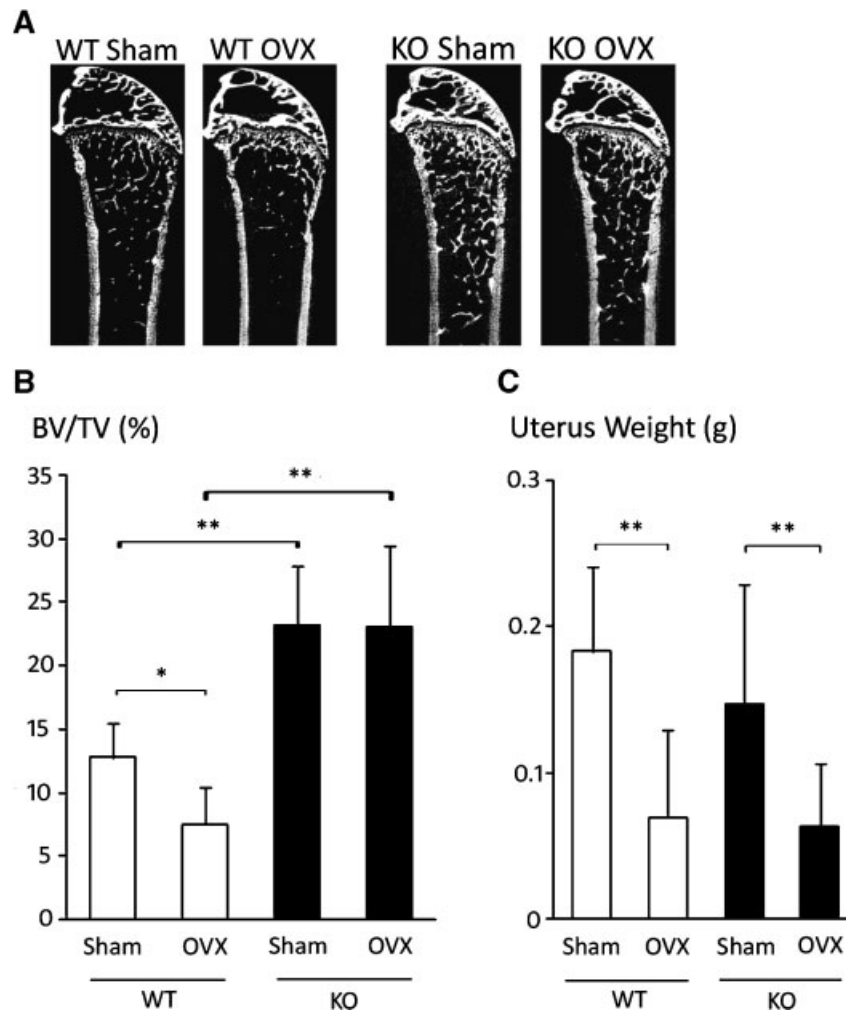 A
WT Sham WT OVX KO Sham KO OVX
B
BV/TV (%)
35
30
25
20
15
10
5
0
*
**
**
Sham OVX Sham OVX
WT KO
C
Uterus Weight (g)
0.3
0.2
0.1
0
**
**
Sham OVX Sham OVX
WT KO